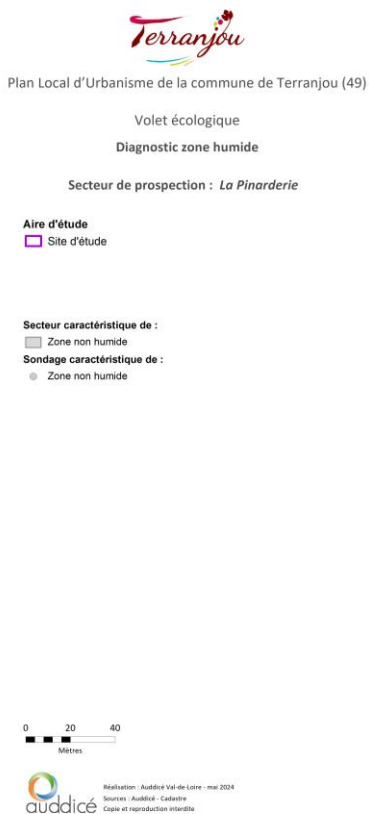 Terranjou
Plan Local d'Urbanisme de la commune de Terranjou (49)
Volet écologique
Diagnostic zone humide
Secteur de prospection : La Pinarderie
Aire d'étude
Site d'étude
Secteur caractéristique de :
Zone non humide
Sondage caractéristique de :
Zone non humide
0 20 40
Mètres
auddicé
Réalisation : Auddicé Val-de-Loire - mai 2024
Sources : Auddicé - Cadastre
Copie et reproduction interdite